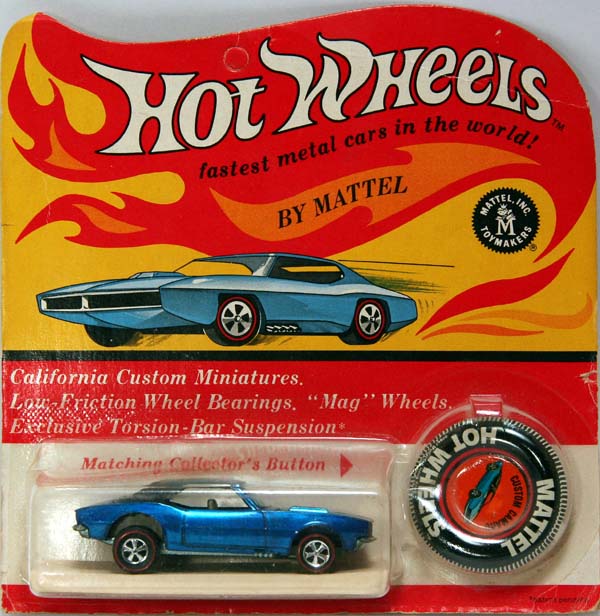 HOT WHEELS TM
fastest metal cars in the world!
BY MATTEL
MATTEL, INC.
M
TOYMAKERS
®
California Custom Miniatures.
Low-Friction Wheel Bearings. "Mag" Wheels.
Exclusive Torsion-Bar Suspension*
Matching Collector's Button
HOT WHEELS
MATTEL
CUSTOM CAMARO